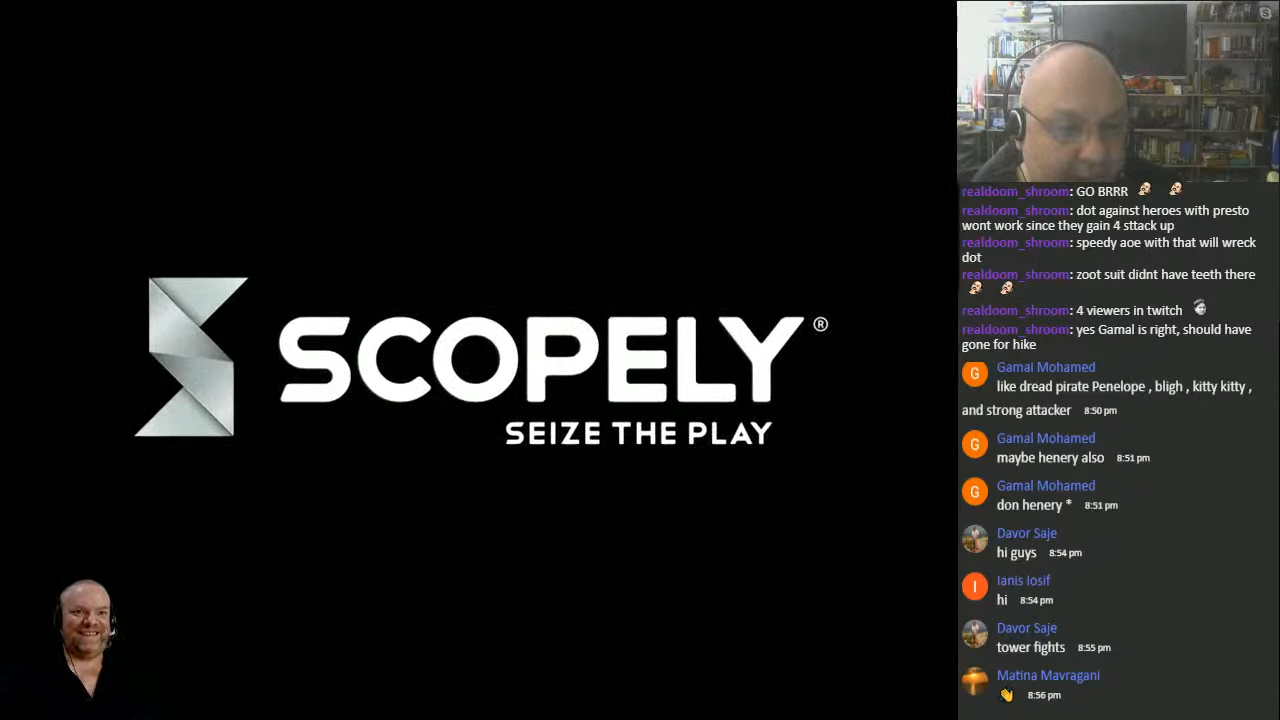 SCOPELY®
SEIZE THE PLAY
realdoom_shroom: GO BRRR
realdoom_shroom: dot against heroes with presto
wont work since they gain 4 sttack up
realdoom_shroom: speedy aoe with that will wreck
dot
realdoom_shroom: zoot suit didnt have teeth there
realdoom_shroom: 4 viewers in twitch
realdoom_shroom: yes Gamal is right, should have
gone for hike
G
Gamal Mohamed
like dread pirate Penelope , bligh , kitty kitty ,
and strong attacker 8:50 pm
G
Gamal Mohamed
maybe henery also 8:51 pm
G
Gamal Mohamed
don henery * 8:51 pm
Davor Saje
hi guys 8:54 pm
I
Ianis Iosif
hi 8:54 pm
Davor Saje
tower fights 8:55 pm
Matina Mavragani
👋 8:56 pm